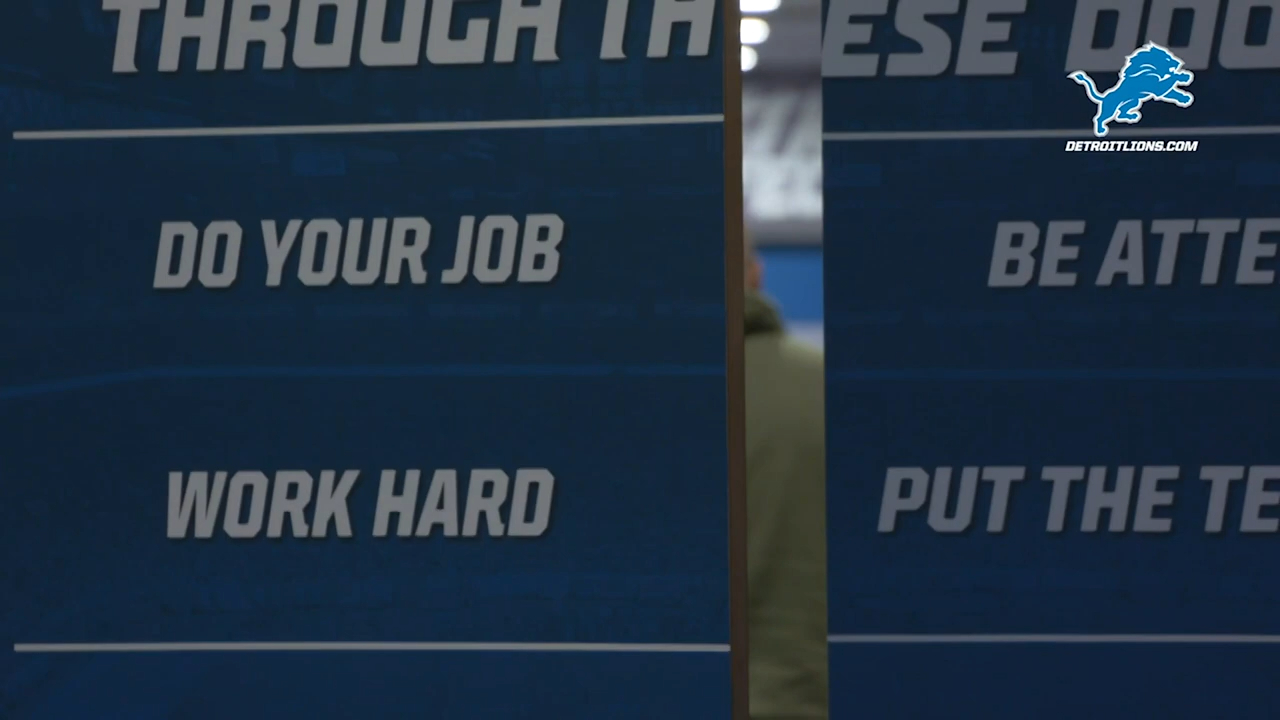 THROUGH TH ESE DOO
DETROITLIONS.COM
DO YOUR JOB
BE ATTE
WORK HARD
PUT THE TE